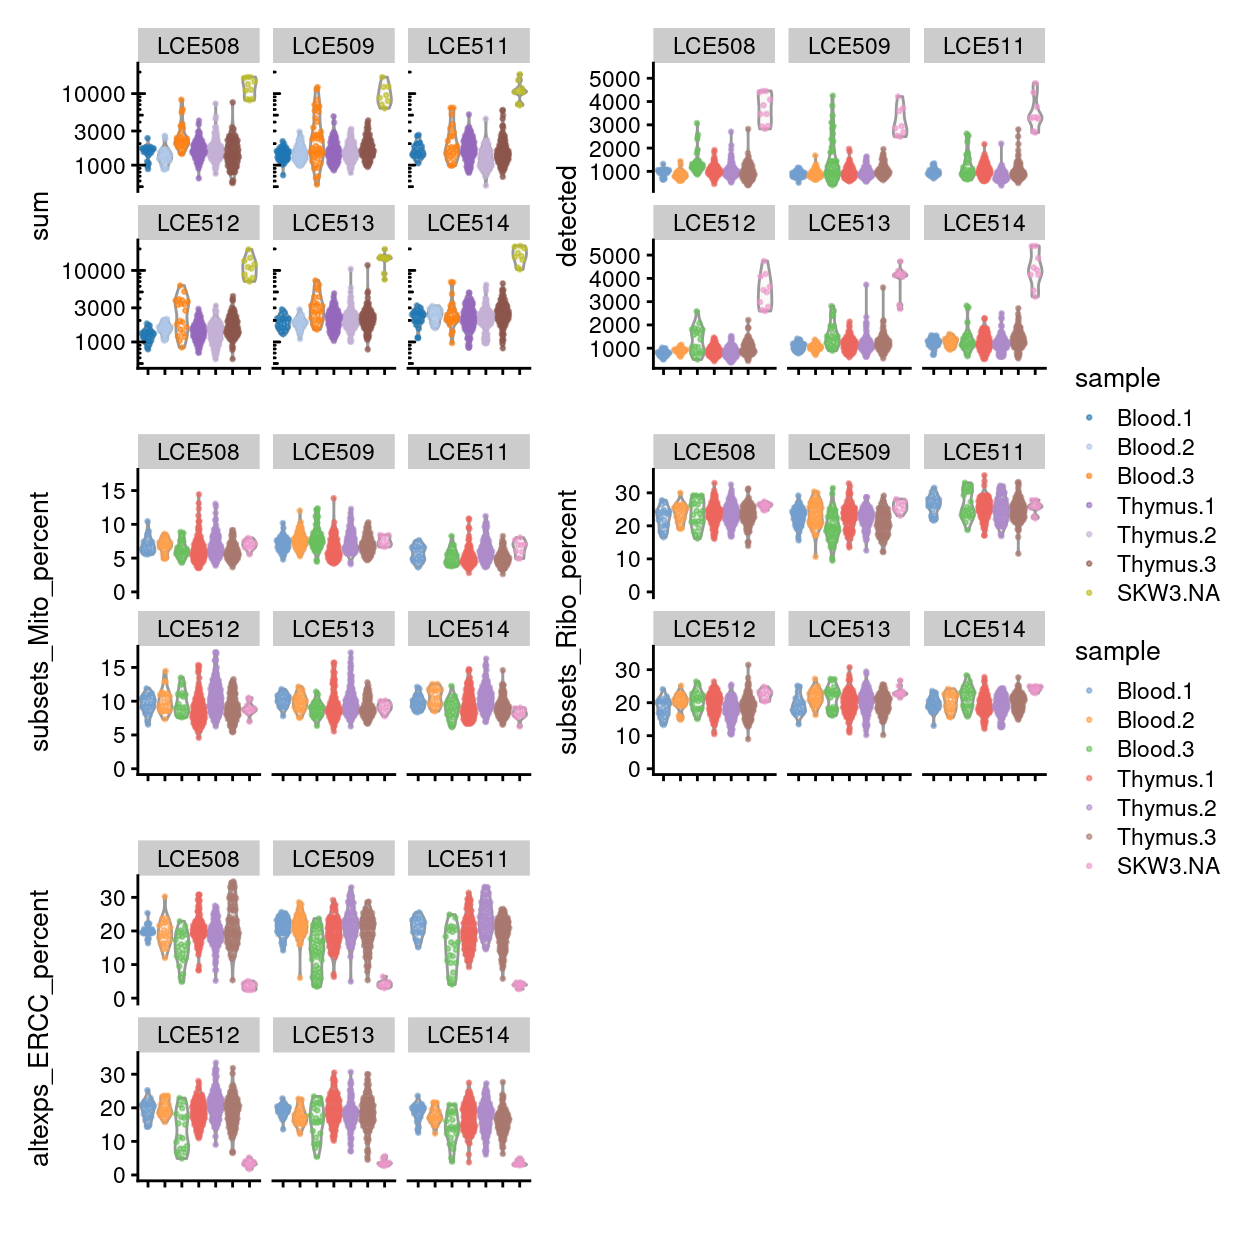 LCE508 LCE509 LCE511
10000
3000
1000
LCE512 LCE513 LCE514
10000
3000
1000
sum
LCE508 LCE509 LCE511
5000
4000
3000
2000
1000
LCE512 LCE513 LCE514
5000
4000
3000
2000
1000
detected
LCE508 LCE509 LCE511
15
10
5
0
LCE512 LCE513 LCE514
15
10
5
0
subsets_Mito_percent
LCE508 LCE509 LCE511
30
20
10
0
LCE512 LCE513 LCE514
30
20
10
0
subsets_Ribo_percent
LCE508 LCE509 LCE511
30
20
10
0
LCE512 LCE513 LCE514
30
20
10
0
altexps_ERCC_percent
sample
Blood.1
Blood.2
Blood.3
Thymus.1
Thymus.2
Thymus.3
SKW3.NA
sample
Blood.1
Blood.2
Blood.3
Thymus.1
Thymus.2
Thymus.3
SKW3.NA